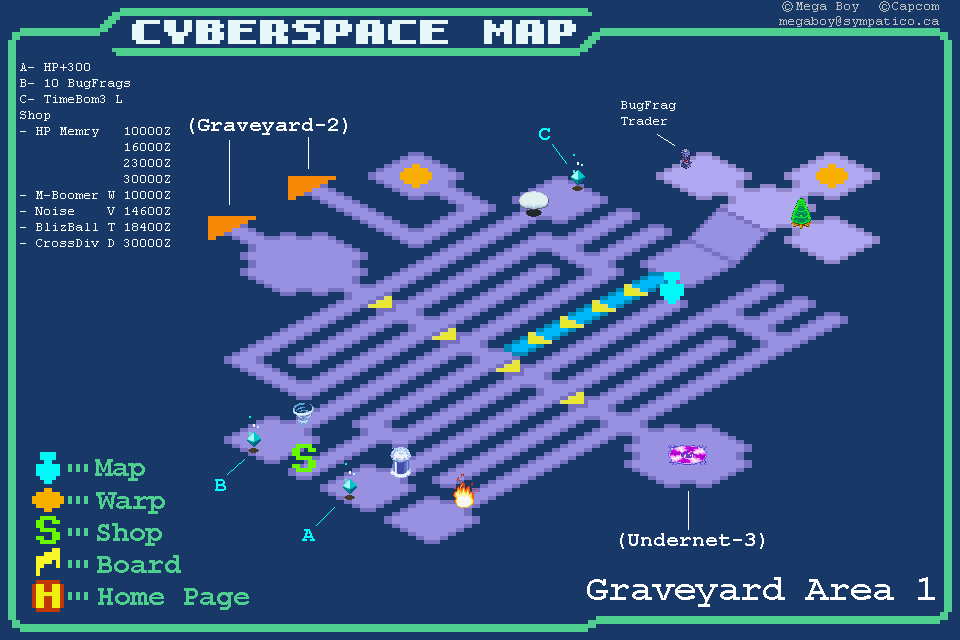 ©Mega Boy ©Capcom
megaboy@sympatico.ca
CYBERSPACE MAP
A- HP+300
B- 10 BugFrags
C- TimeBom3 L
Shop
- HP Memry 10000Z
16000Z
23000Z
30000Z
- M-Boomer W 10000Z
- Noise V 14600Z
- BlizBall T 18400Z
- CrossDiv D 30000Z
(Graveyard-2)
BugFrag
Trader
C
S
B
A
Map
Warp
S Shop
Board
H Home Page
(Undernet-3)
Graveyard Area 1